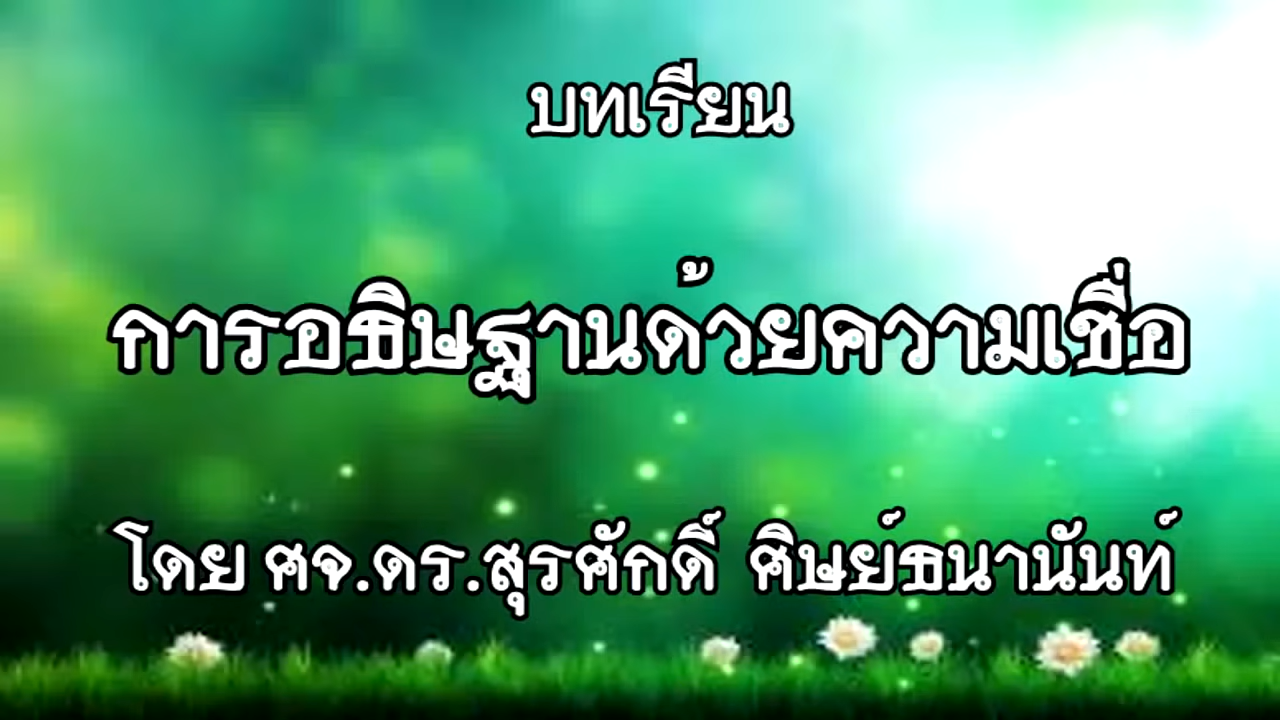 บทเรียน
การอธิษฐานด้วยความเชื่อ
โดย ศจ.ดร.สุรศักดิ์ ศิษย์ธนานันท์